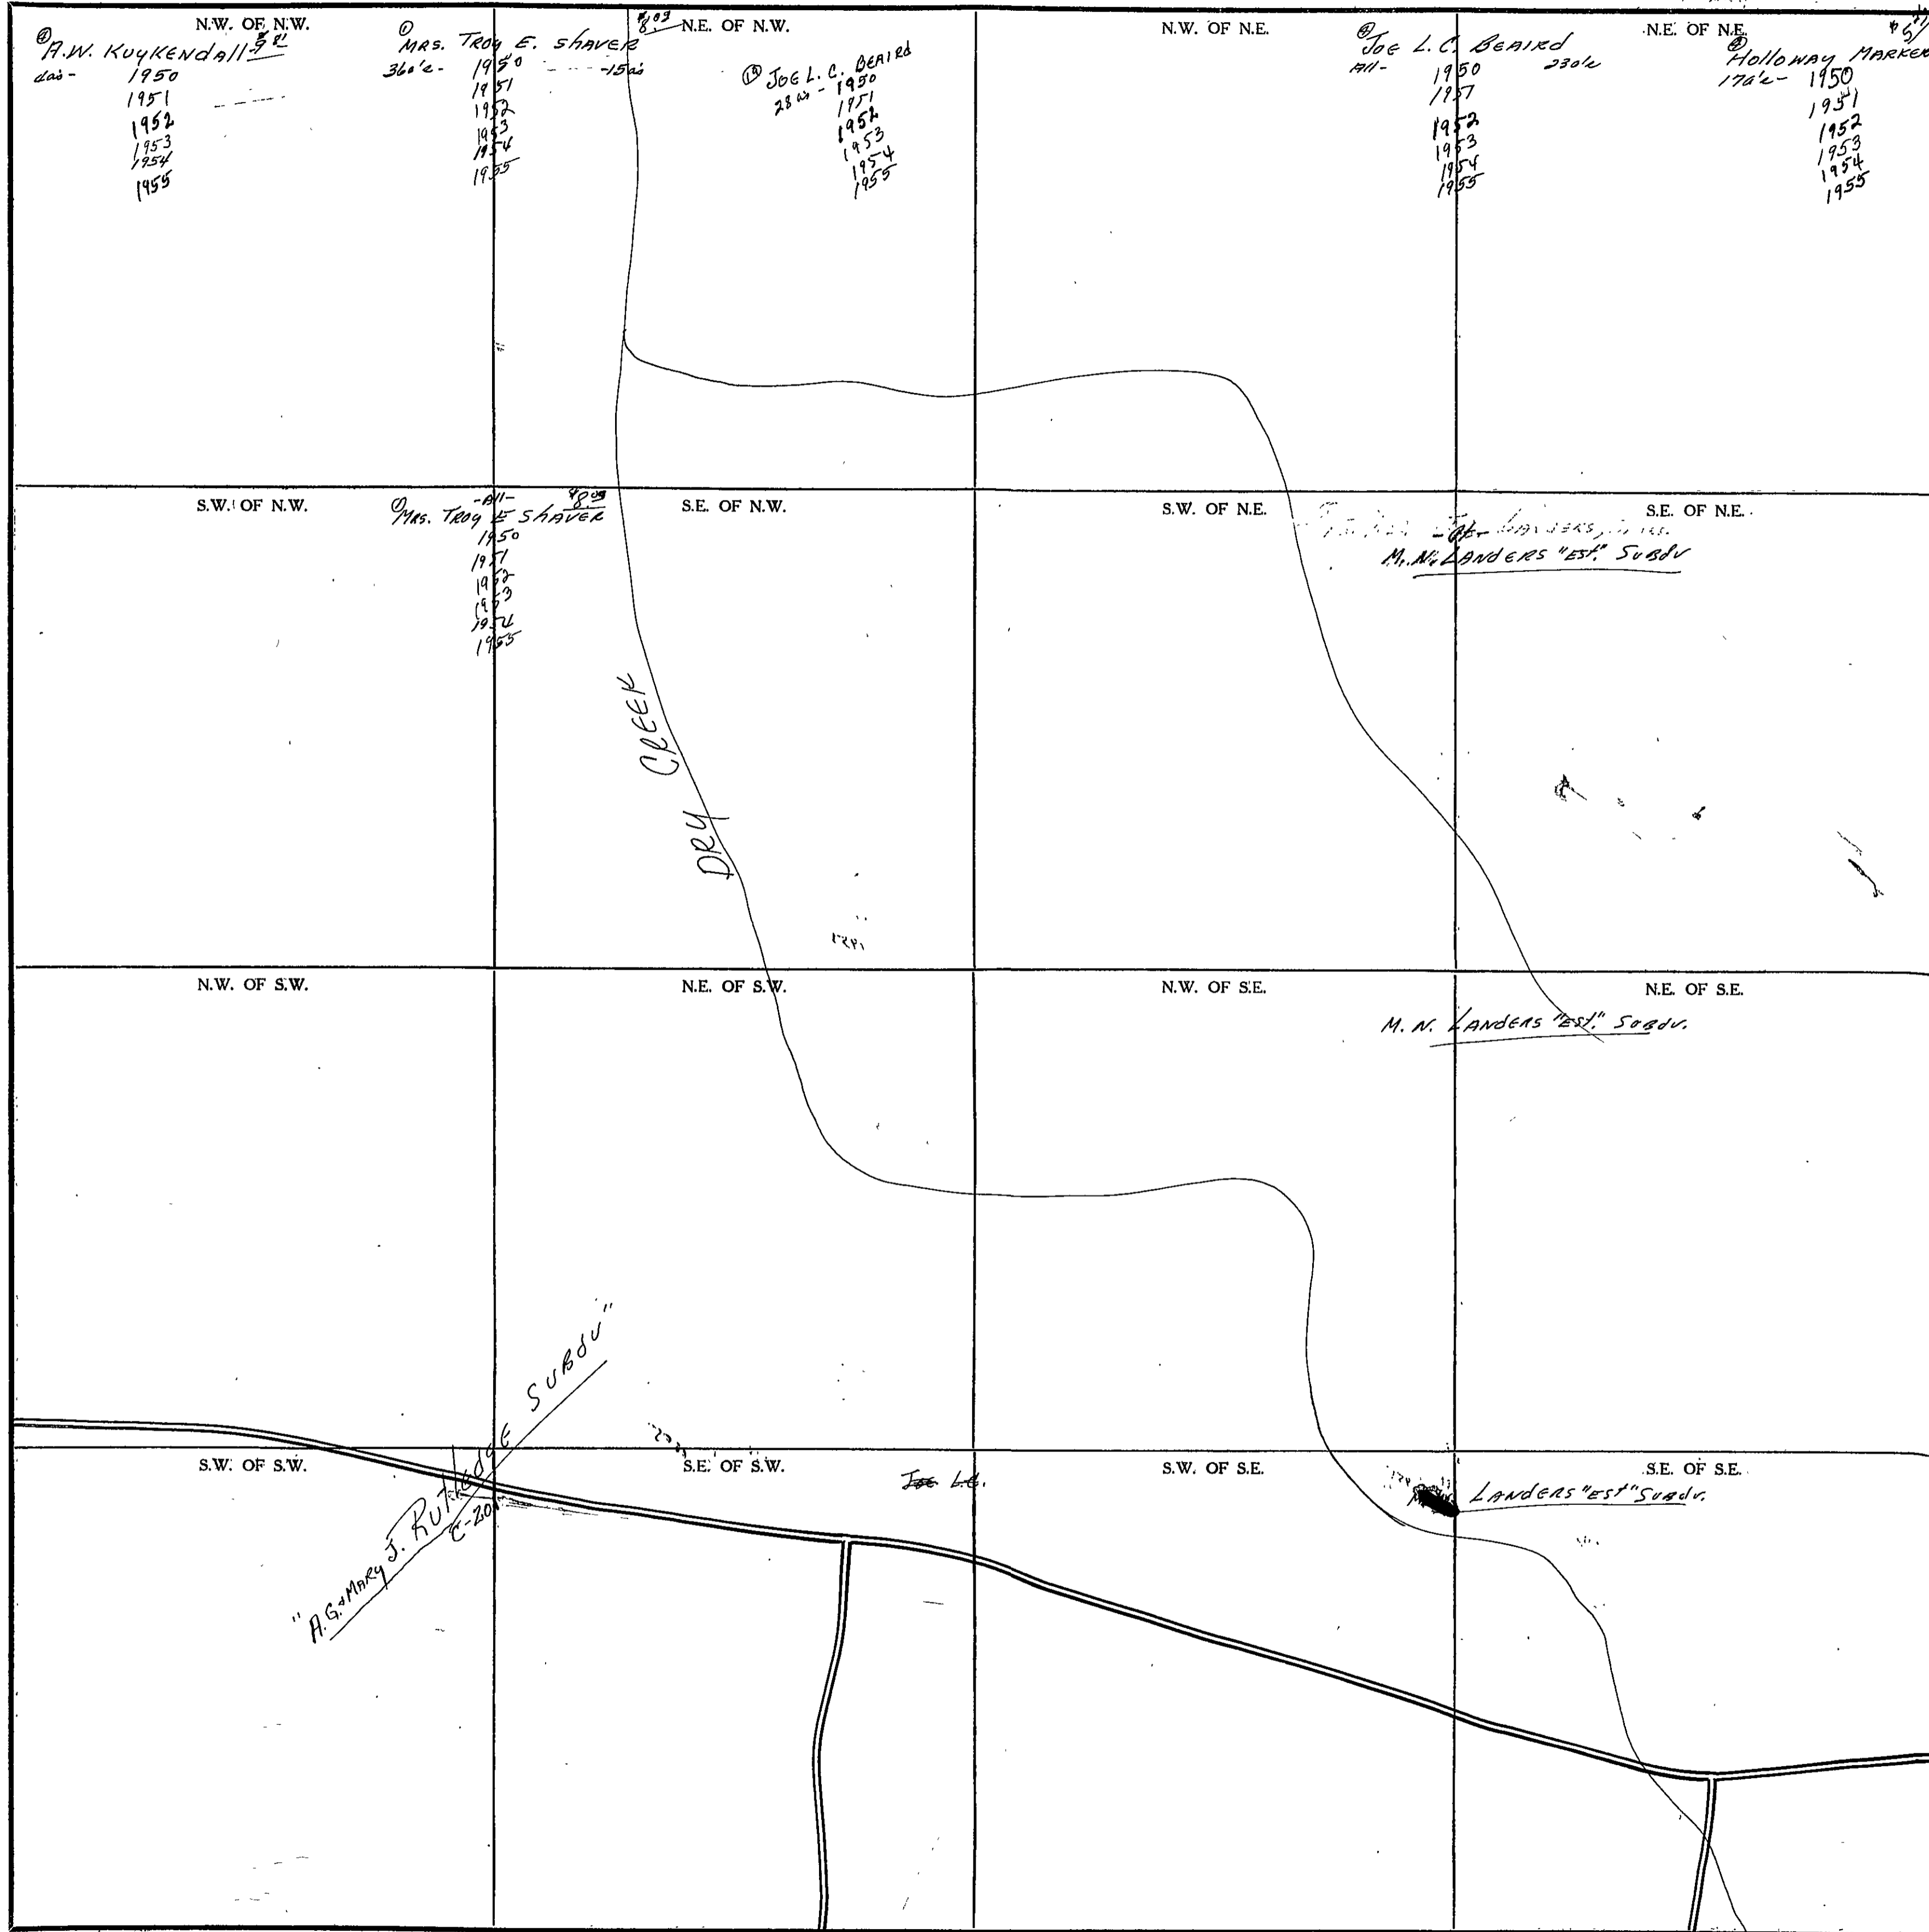 N.W. OF N.W.
A.W. KUYKENDALL
1950
1951
1952
1953
1954
1955
MRS. TROY E. SHAVER
1950
1951
1952
1953
1954
1955
N.E. OF N.W.
JOE L.C. BEAIRD
1950
1951
1952
1953
1954
1955
N.W. OF N.E.
JOE L.C. BEAIRD
All-
1950
1951
1952
1953
1954
1955
N.E. OF N.E.
Holloway
1950
1951
1952
1953
1954
1955
S.W. OF N.W.
-All-
MRS. TROY E SHAVER
1950
1951
1952
1953
1954
1955
S.E. OF N.W.
DRY CREEK
S.W. OF N.E.
S.E. OF N.E.
M.N. LANDERS "EST." SUBDV
N.W. OF S.W.
N.E. OF S.W.
N.W. OF S.E.
N.E. OF S.E.
M.N. LANDERS "EST." SUBDV.
S.W. OF S.W.
"A.G. & MARY J. RUTLEDGE SUBDV"
C-20
S.E. OF S.W.
JOE L.C.
S.W. OF S.E.
S.E. OF S.E.
LANDERS "EST" SUBDV.